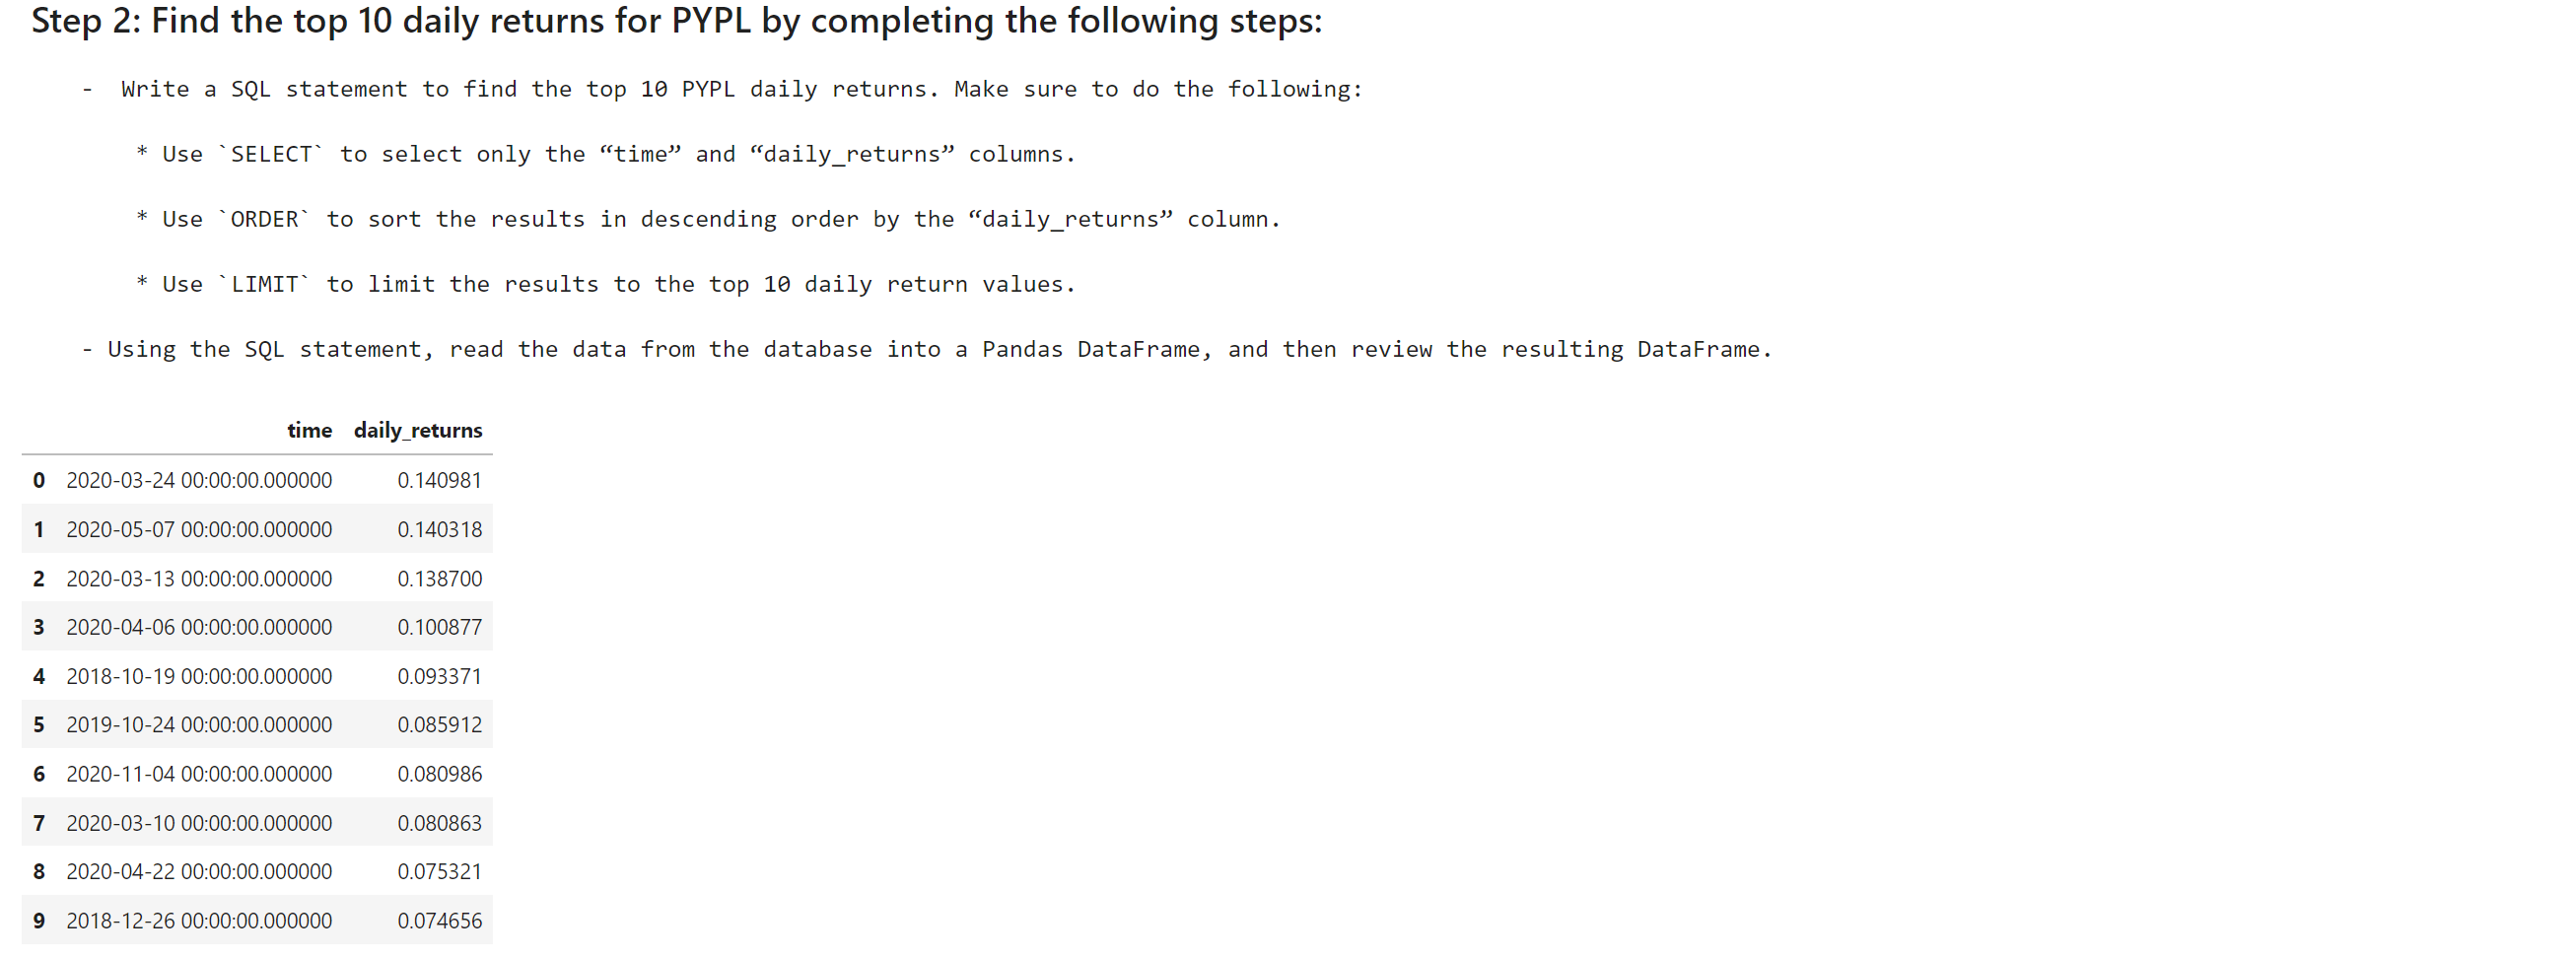 Step 2: Find the top 10 daily returns for PYPL by completing the following steps:
- Write a SQL statement to find the top 10 PYPL daily returns. Make sure to do the following:
* Use `SELECT` to select only the “time” and “daily_returns” columns.
* Use `ORDER` to sort the results in descending order by the “daily_returns” column.
* Use `LIMIT` to limit the results to the top 10 daily return values.
- Using the SQL statement, read the data from the database into a Pandas DataFrame, and then review the resulting DataFrame.
time daily_returns
0 2020-03-24 00:00:00.000000 0.140981
1 2020-05-07 00:00:00.000000 0.140318
2 2020-03-13 00:00:00.000000 0.138700
3 2020-04-06 00:00:00.000000 0.100877
4 2018-10-19 00:00:00.000000 0.093371
5 2019-10-24 00:00:00.000000 0.085912
6 2020-11-04 00:00:00.000000 0.080986
7 2020-03-10 00:00:00.000000 0.080863
8 2020-04-22 00:00:00.000000 0.075321
9 2018-12-26 00:00:00.000000 0.074656